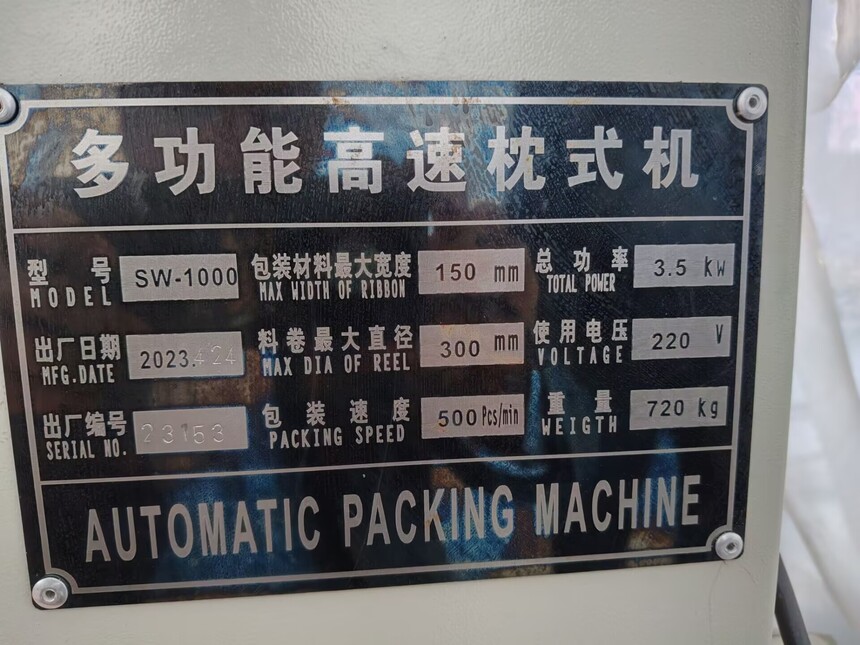 多功能高速枕式机
型号 SW-1000 包装材料最大宽度 150 mm 总功率 3.5 kw
MODEL MAX WIDTH OF RIBBON TOTAL POWER
出厂日期 2023.424 料卷最大直径 300 mm 使用电压 220 V
MFG.DATE MAX DIA OF REEL VOLTAGE
出厂编号 23153 包装速度 500 Pcs/min 重量 720 kg
SERIAL NO. PACKING SPEED WEIGTH
AUTOMATIC PACKING MACHINE